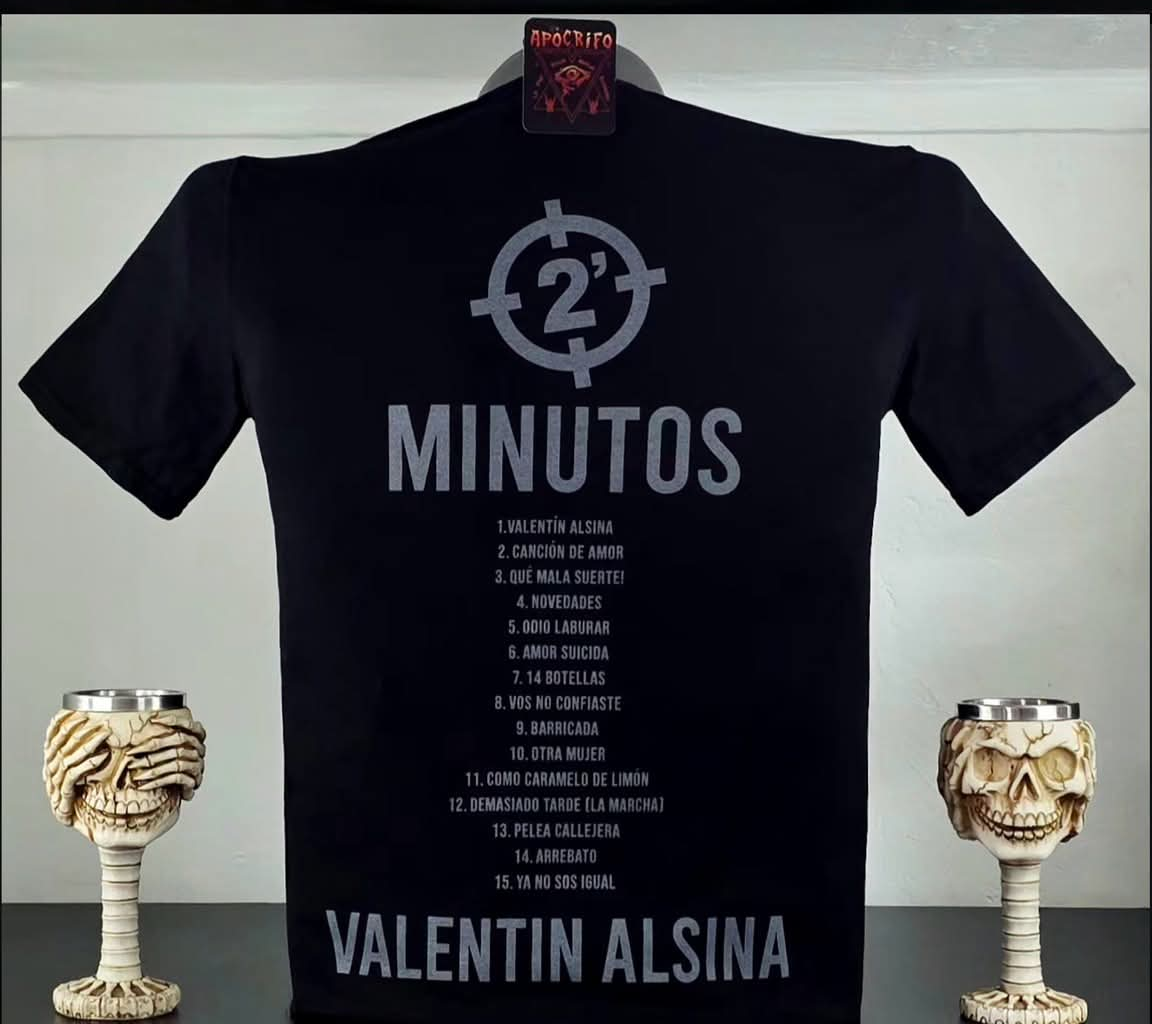 APÓCRIFO
2'
MINUTOS
1.VALENTÍN ALSINA
2. CANCIÓN DE AMOR
3. QUÉ MALA SUERTE!
4. NOVEDADES
5. ODIO LABURAR
6. AMOR SUICIDA
7. 14 BOTELLAS
8. VOS NO CONFIASTE
9. BARRICADA
10. OTRA MUJER
11. COMO CARAMELO DE LIMÓN
12. DEMASIADO TARDE (LA MARCHA)
13. PELEA CALLEJERA
14. ARREBATO
15. YA NO SOS IGUAL
VALENTIN ALSINA